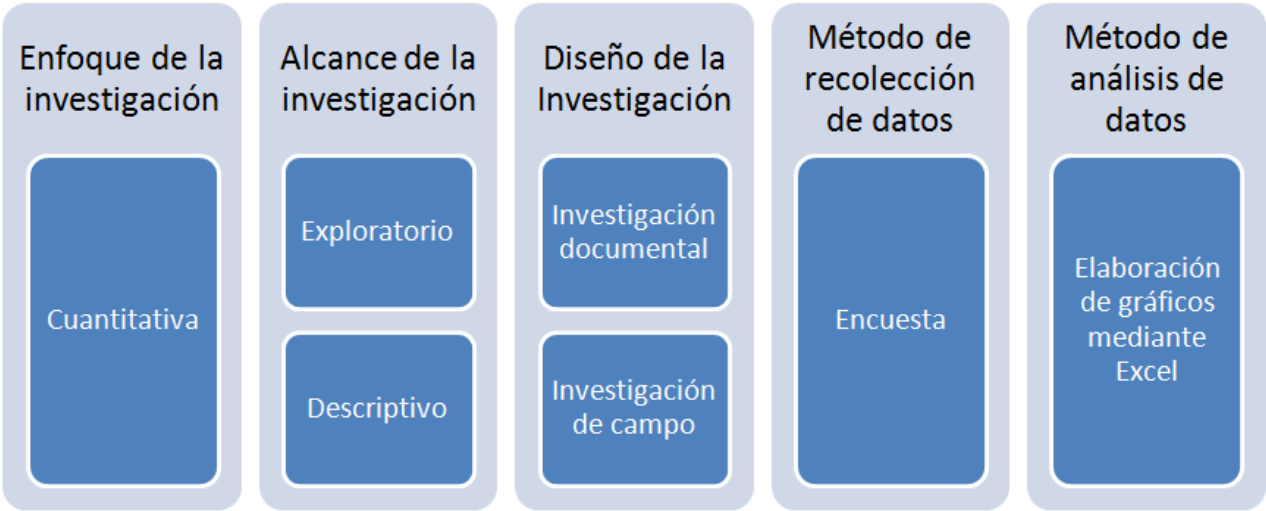 Enfoque de la
investigación
Cuantitativa
Alcance de la
investigación
Exploratorio
Descriptivo
Diseño de la
Investigación
Investigación
documental
Investigación
de campo
Método de
recolección
de datos
Encuesta
Método de
análisis de
datos
Elaboración
de gráficos
mediante
Excel